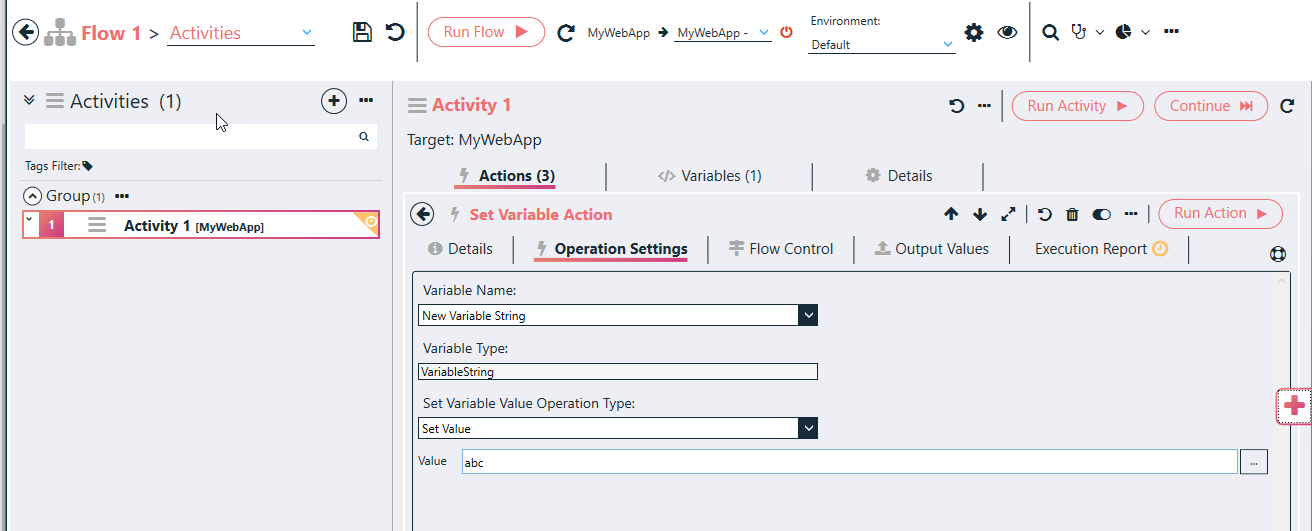 Flow 1 > Activities
Run Flow
MyWebApp
MyWebApp -
Environment:
Default
Activities (1)
Tags Filter:
Group (1)
1
Activity 1 [MyWebApp]
Activity 1
Run Activity
Continue
Target: MyWebApp
Actions (3)
Variables (1)
Details
Set Variable Action
Run Action
Details
Operation Settings
Flow Control
Output Values
Execution Report
Variable Name:
New Variable String
Variable Type:
VariableString
Set Variable Value Operation Type:
Set Value
Value
abc
...